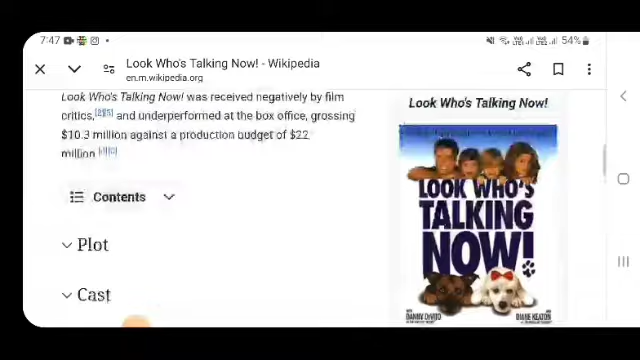 7:47
54%
Look Who's Talking Now! - Wikipedia
en.m.wikipedia.org
Look Who's Talking Now! was received negatively by film
critics, and underperformed at the box office, grossing
$10.3 million against a production budget of $22
million
Contents
Plot
Cast
Look Who's Talking Now!
LOOK WHO'S
TALKING
NOW!
DANNY DEVITO
DIANE KEATON